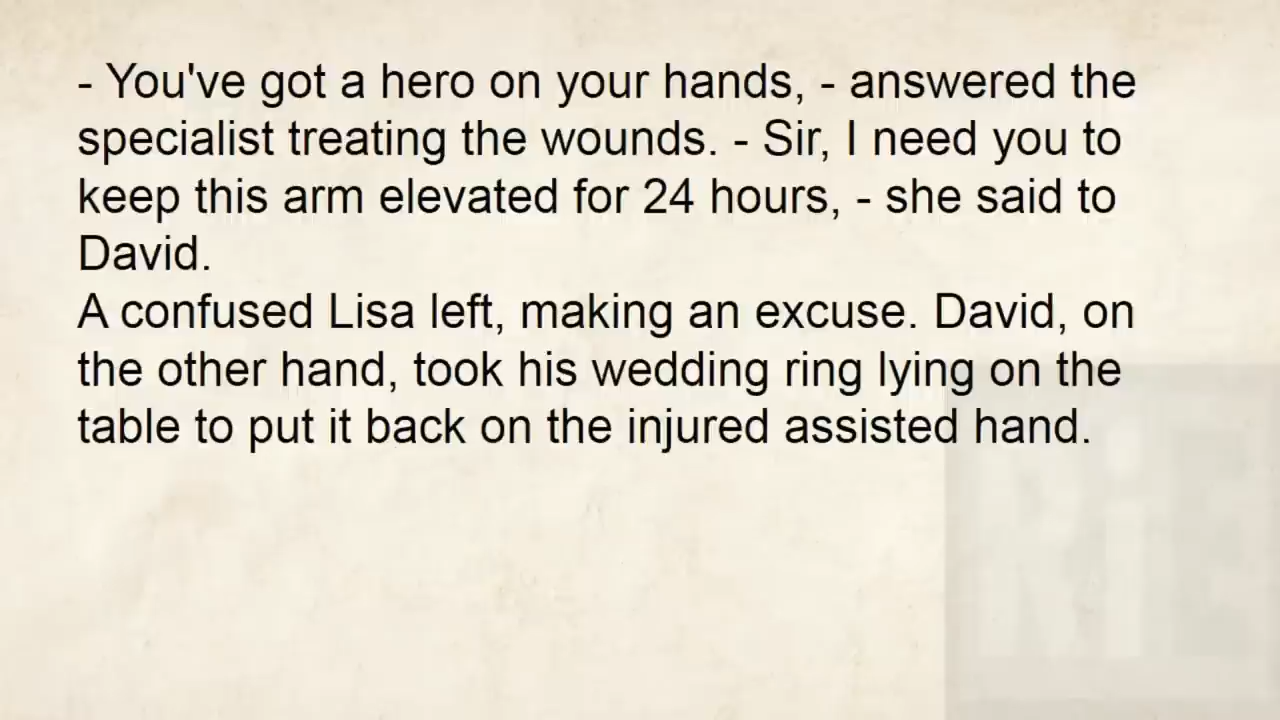 - You've got a hero on your hands, - answered the
specialist treating the wounds. - Sir, I need you to
keep this arm elevated for 24 hours, - she said to
David.
A confused Lisa left, making an excuse. David, on
the other hand, took his wedding ring lying on the
table to put it back on the injured assisted hand.